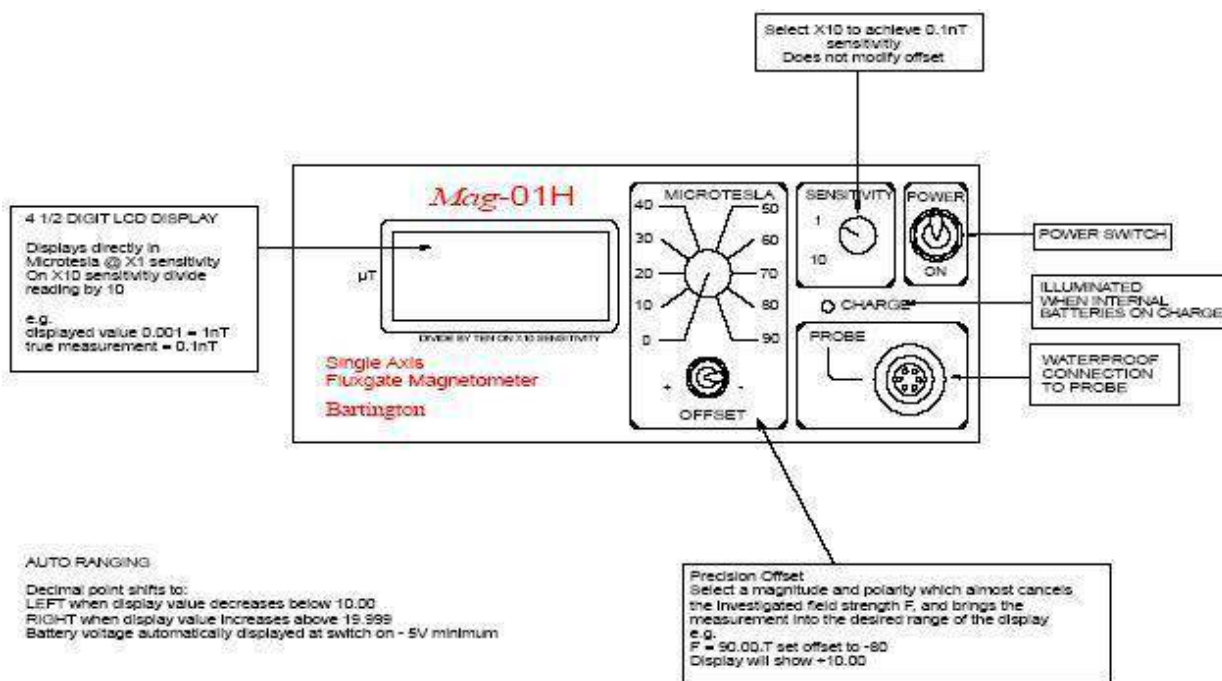 Select X10 to achieve 0.1nT
sensitivitiy
Does not modify offset
Mag-01H
MICROTESLA
SENSITIVITY
POWER
4 1/2 DIGIT LCD DISPLAY
Displays directly in
Microtesla @ X1 sensitivity
On X10 sensitivitiy divide
reading by 10
e.g.
displayed value 0.001 = 1nT
true measurement = 0.1nT
µT
DIVIDE BY TEN ON X10 SENSITIVITY
40
30
20
10
0
50
60
70
80
90
1
10
ON
POWER SWITCH
CHARGE
ILLUMINATED
WHEN INTERNAL
BATTERIES ON CHARGE
PROBE
WATERPROOF
CONNECTION
TO PROBE
+ -
OFFSET
Single Axis
Fluxgate Magnetometer
Bartington
AUTO RANGING
Decimal point shifts to:
LEFT when display value decreases below 10.00
RIGHT when display value increases above 19.999
Battery voltage automatically displayed at switch on - 5V minimum
Precision Offset
Select a magnitude and polarity which almost cancels
the investigated field strength F, and brings the
measurement into the desired range of the display
e.g.
F = 90.00.T set offset to -80
Display will show +10.00